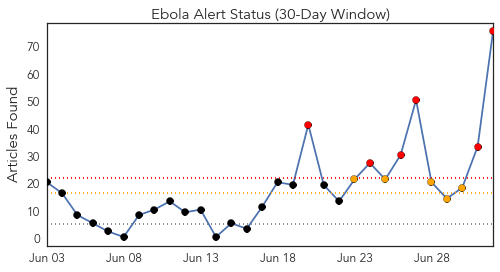 Ebola Alert Status (30-Day Window)
Articles Found
70
60
50
40
30
20
10
0
Jun 03 Jun 08 Jun 13 Jun 18 Jun 23 Jun 28